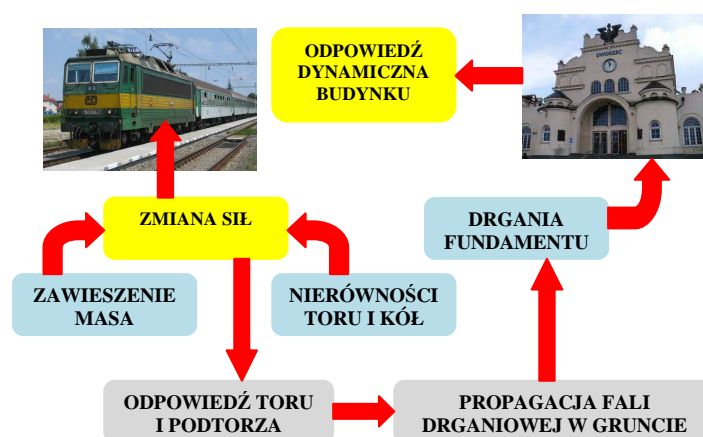 ODPOWIEDŹ
DYNAMICZNA
BUDYNKU
DWORZEC
ZMIANA SIŁ
DRGANIA
FUNDAMENTU
ZAWIESZENIE
MASA
NIERÓWNOŚCI
TORU I KÓŁ
ODPOWIEDŹ TORU
I PODTORZA
PROPAGACJA FALI
DRGANIOWEJ W GRUNCIE